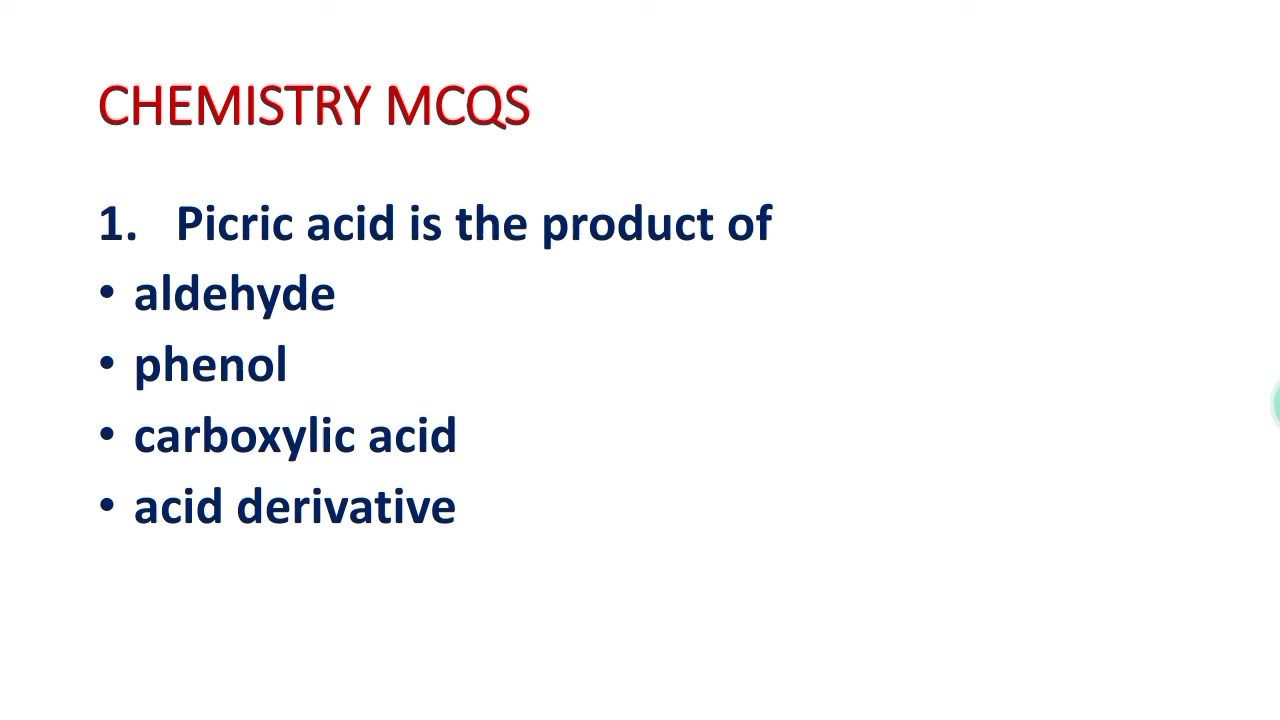 CHEMISTRY MCQS
1. Picric acid is the product of
• aldehyde
• phenol
• carboxylic acid
• acid derivative